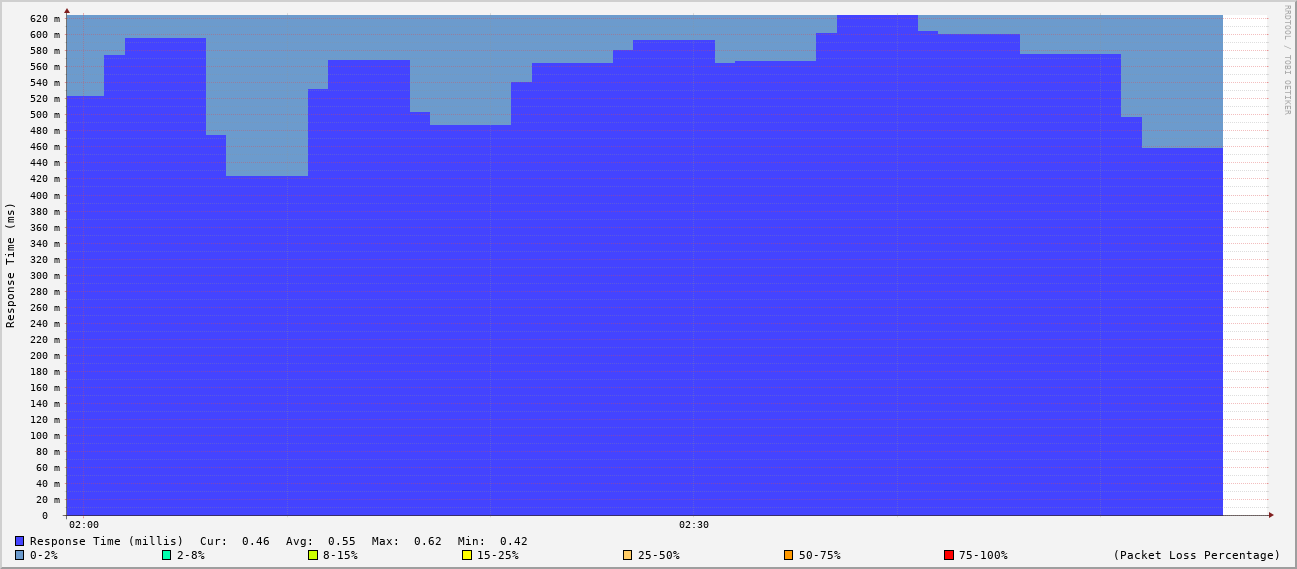 RRDTOOL / TOBI OETIKER
Response Time (ms)
620 m
600 m
580 m
560 m
540 m
520 m
500 m
480 m
460 m
440 m
420 m
400 m
380 m
360 m
340 m
320 m
300 m
280 m
260 m
240 m
220 m
200 m
180 m
160 m
140 m
120 m
100 m
80 m
60 m
40 m
20 m
0
02:00 02:30
Response Time (millis) Cur: 0.46 Avg: 0.55 Max: 0.62 Min: 0.42
0-2% 2-8% 8-15% 15-25% 25-50% 50-75% 75-100% (Packet Loss Percentage)